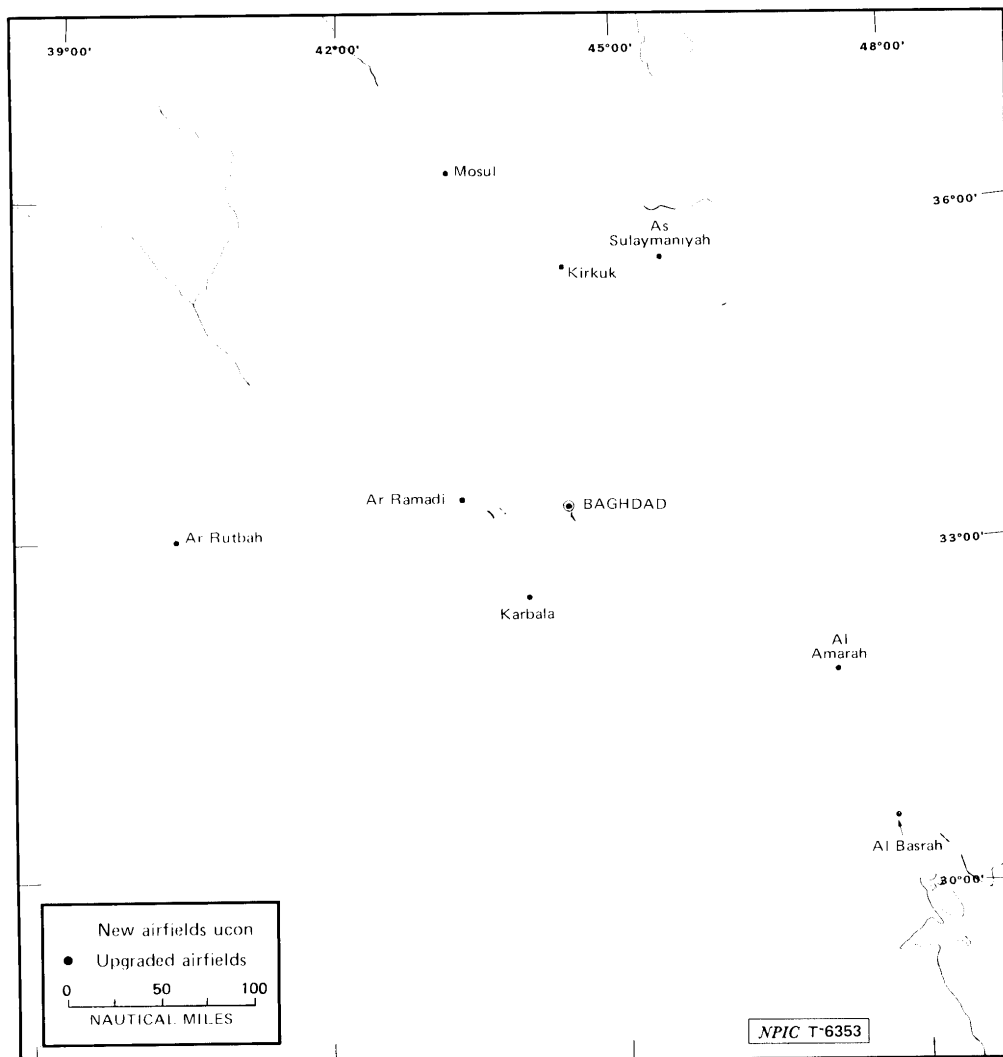 39°00'
42°00'
45°00'
48°00'
Mosul
36°00'
As
Sulaymaniyah
Kirkuk
Ar Ramadi
BAGHDAD
Ar Rutbah
33°00'
Karbala
Al
Amarah
Al Basrah
30°00'
New airfields ucon
Upgraded airfields
0 50 100
NAUTICAL MILES
NPIC T-6353